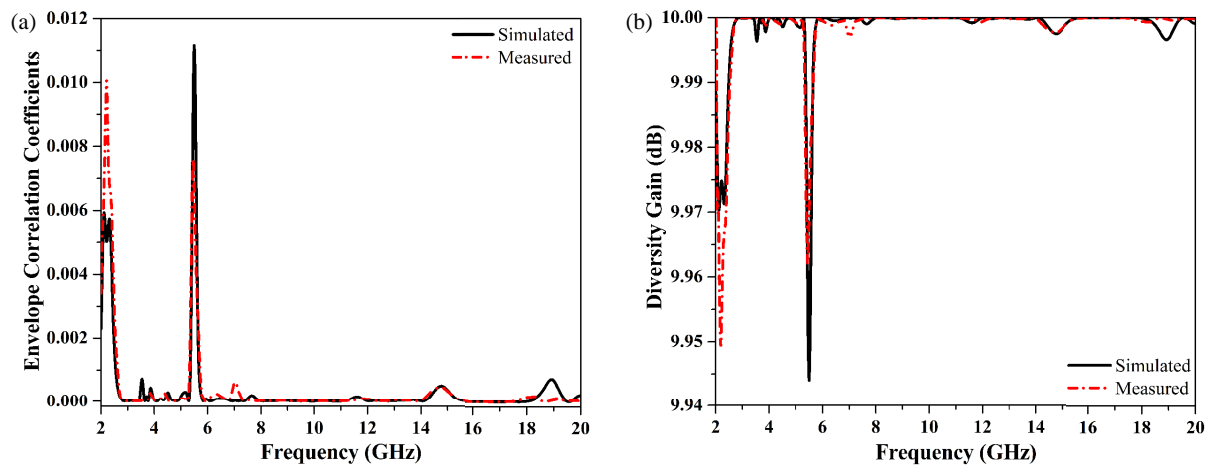 (a)
Envelope Correlation Coefficients
0.012
0.010
0.008
0.006
0.004
0.002
0.000
2 4 6 8 10 12 14 16 18 20
Frequency (GHz)
Simulated
Measured
(b)
Diversity Gain (dB)
10.00
9.99
9.98
9.97
9.96
9.95
9.94
2 4 6 8 10 12 14 16 18 20
Frequency (GHz)
Simulated
Measured